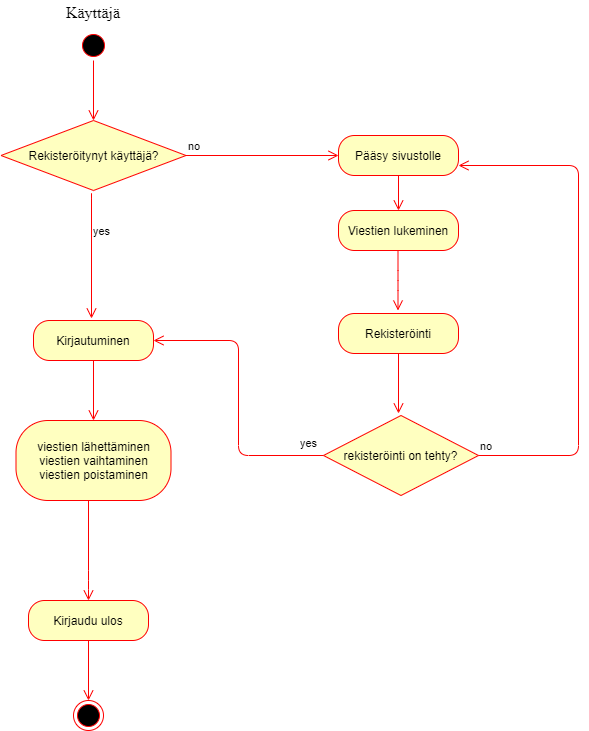 Käyttäjä
Rekisteröitynyt käyttäjä?
no
Pääsy sivustolle
yes
Viestien lukeminen
Kirjautuminen
Rekisteröinti
yes
rekisteröinti on tehty?
no
viestien lähettäminen
viestien vaihtaminen
viestien poistaminen
Kirjaudu ulos